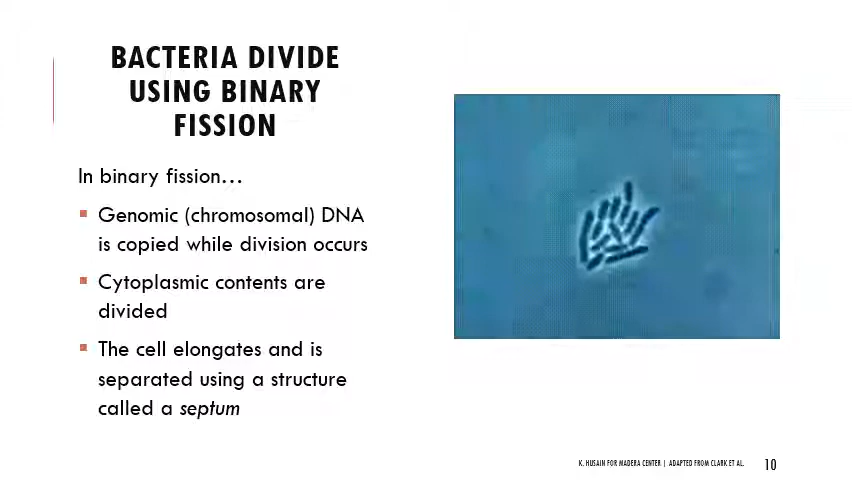 BACTERIA DIVIDE
USING BINARY
FISSION
In binary fission…
▪ Genomic (chromosomal) DNA
is copied while division occurs
▪ Cytoplasmic contents are
divided
▪ The cell elongates and is
separated using a structure
called a septum
K. HUSAIN FOR MADERA CENTER | ADAPTED FROM CLARK ET AL.
10